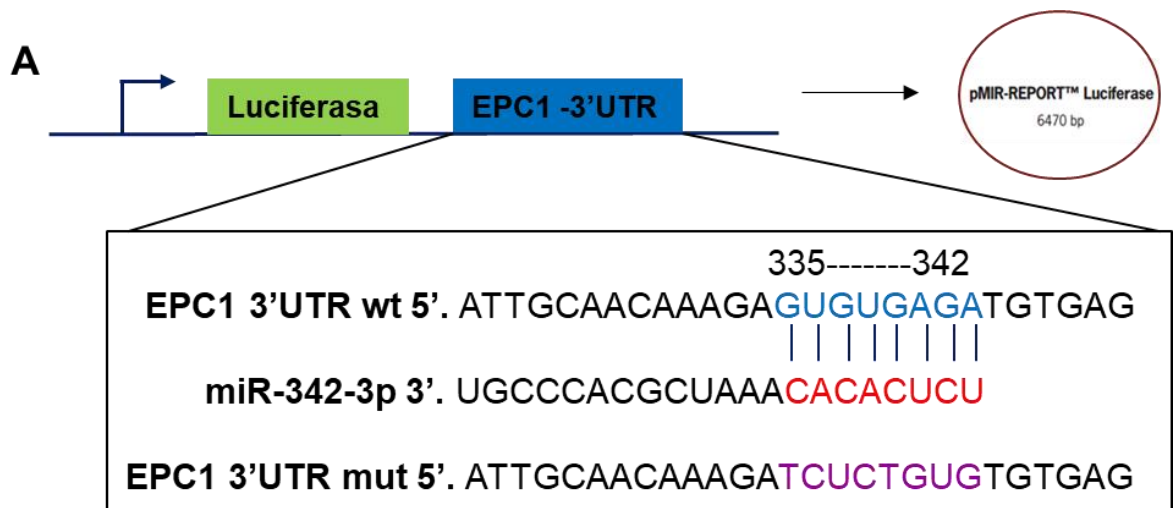 A
Luciferasa
EPC1 -3'UTR
pMIR-REPORT™ Luciferase
6470 bp
335-------342
EPC1 3'UTR wt 5'. ATTGCAACAAAGAGUGUGAGATGTGAG
miR-342-3p 3'. UGCCCACGCUAAACACACUCU
EPC1 3'UTR mut 5'. ATTGCAACAAAGATCUCTGUGTGTGAG